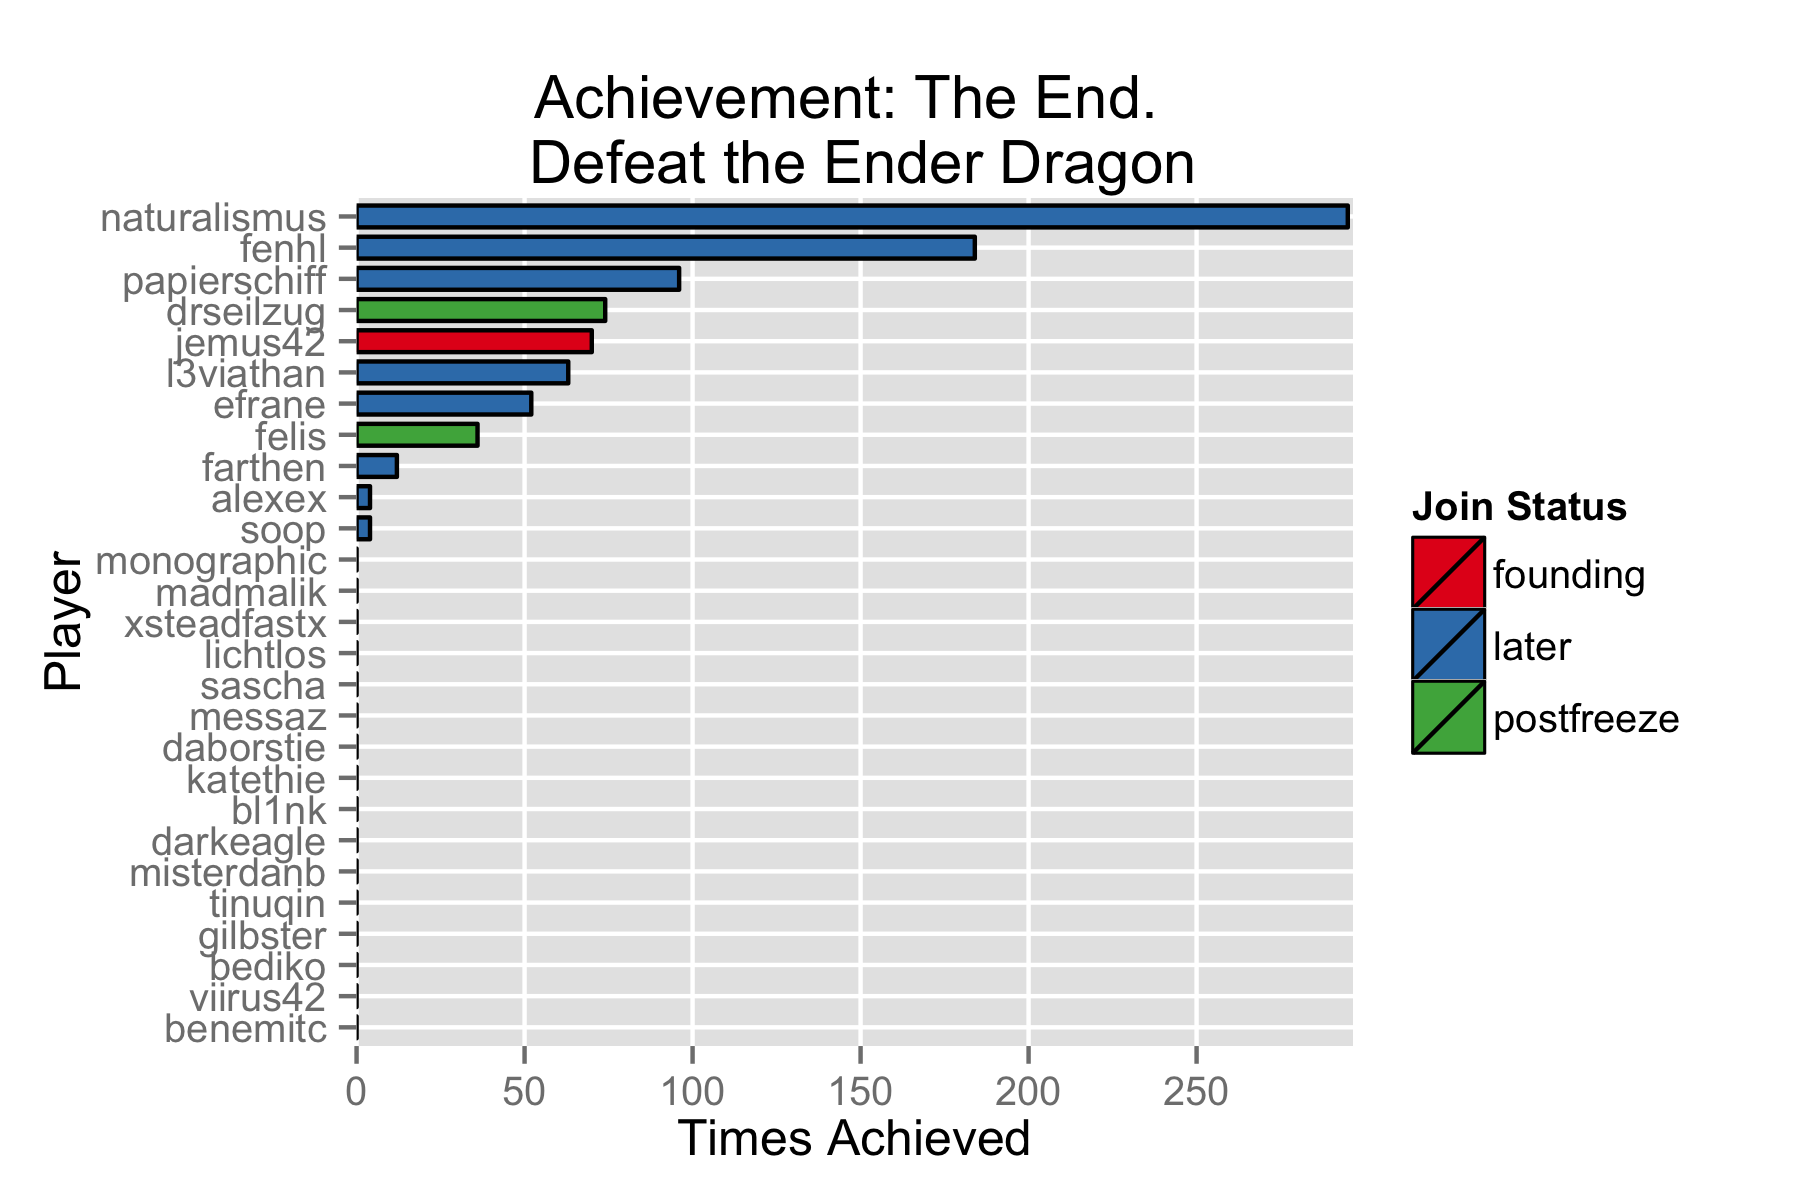 Achievement: The End.
Defeat the Ender Dragon
naturalismus
fenhl
papierschiff
drseilzug
jemus42
l3viathan
efrane
felis
farthen
alexex
soop
monographic
madmalik
xsteadfastx
lichtlos
sascha
messaz
daborstie
katethie
bl1nk
darkeagle
misterdanb
tinuqin
gilbster
bediko
viirus42
benemitc
Player
0 50 100 150 200 250
Times Achieved
Join Status
founding
later
postfreeze